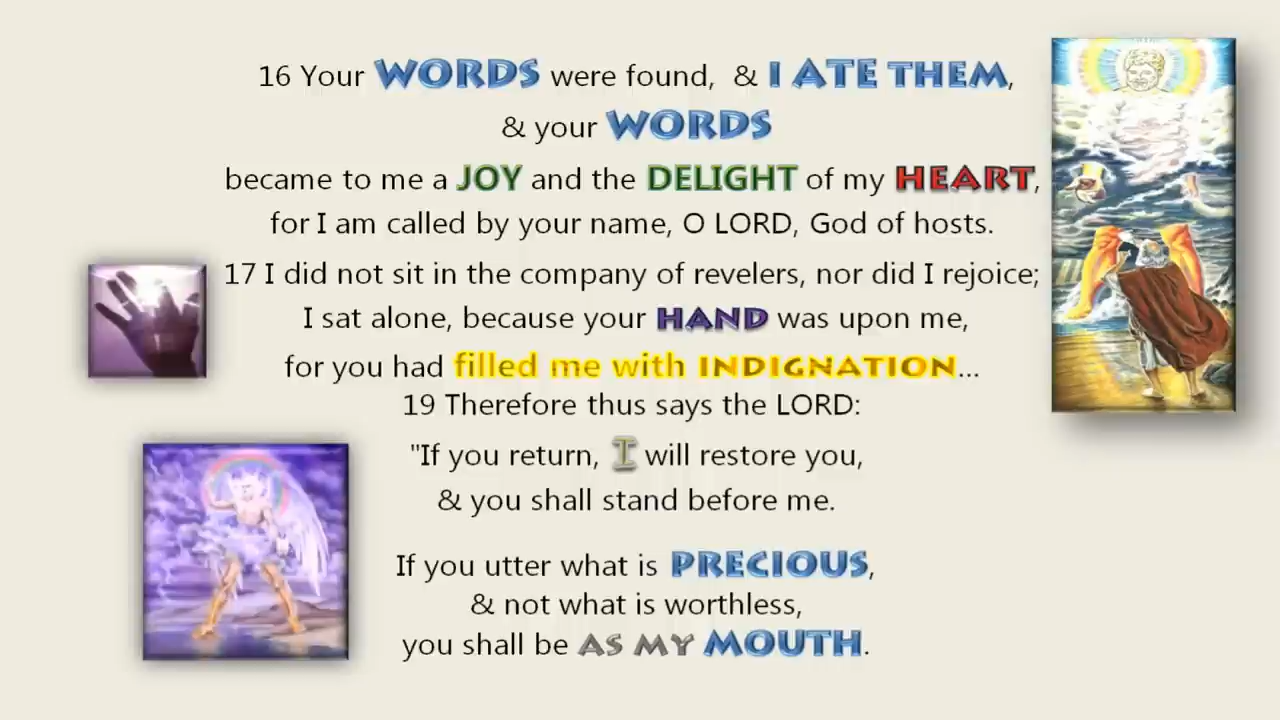 16 Your WORDS were found, & I ATE THEM,
& your WORDS
became to me a JOY and the DELIGHT of my HEART,
for I am called by your name, O LORD, God of hosts.
17 I did not sit in the company of revelers, nor did I rejoice;
I sat alone, because your HAND was upon me,
for you had filled me with INDIGNATION...
19 Therefore thus says the LORD:
"If you return, I will restore you,
& you shall stand before me.
If you utter what is PRECIOUS,
& not what is worthless,
you shall be AS MY MOUTH.